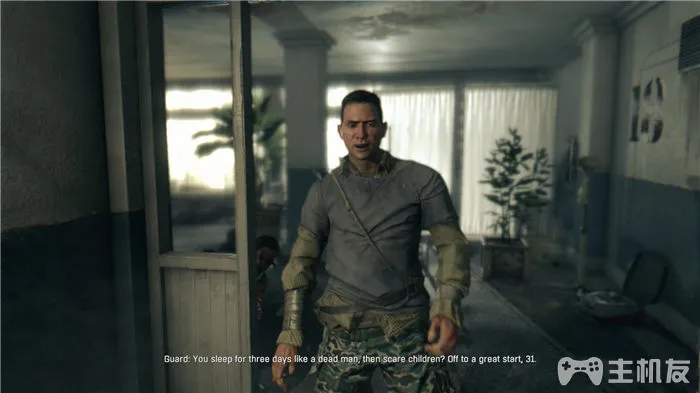 13
Guard: You sleep for three days like a dead man, then scare children? Off to a great start, 31.
主机友